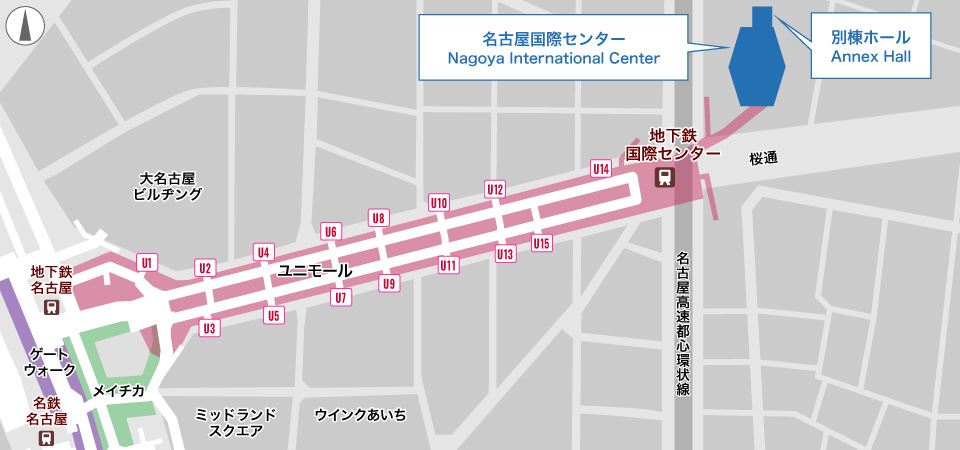 名古屋国際センター
Nagoya International Center
別棟ホール
Annex Hall
地下鉄
国際センター
桜通
大名古屋
ビルヂング
U14
U12
U10
U8
U6
U4
U2
U1
U15
U13
U11
U9
U7
U5
U3
ユニモール
地下鉄
名古屋
名古屋高速都心環状線
ゲート
ウォーク
メイチカ
名鉄
名古屋
ミッドランド
スクエア
ウインクあいち